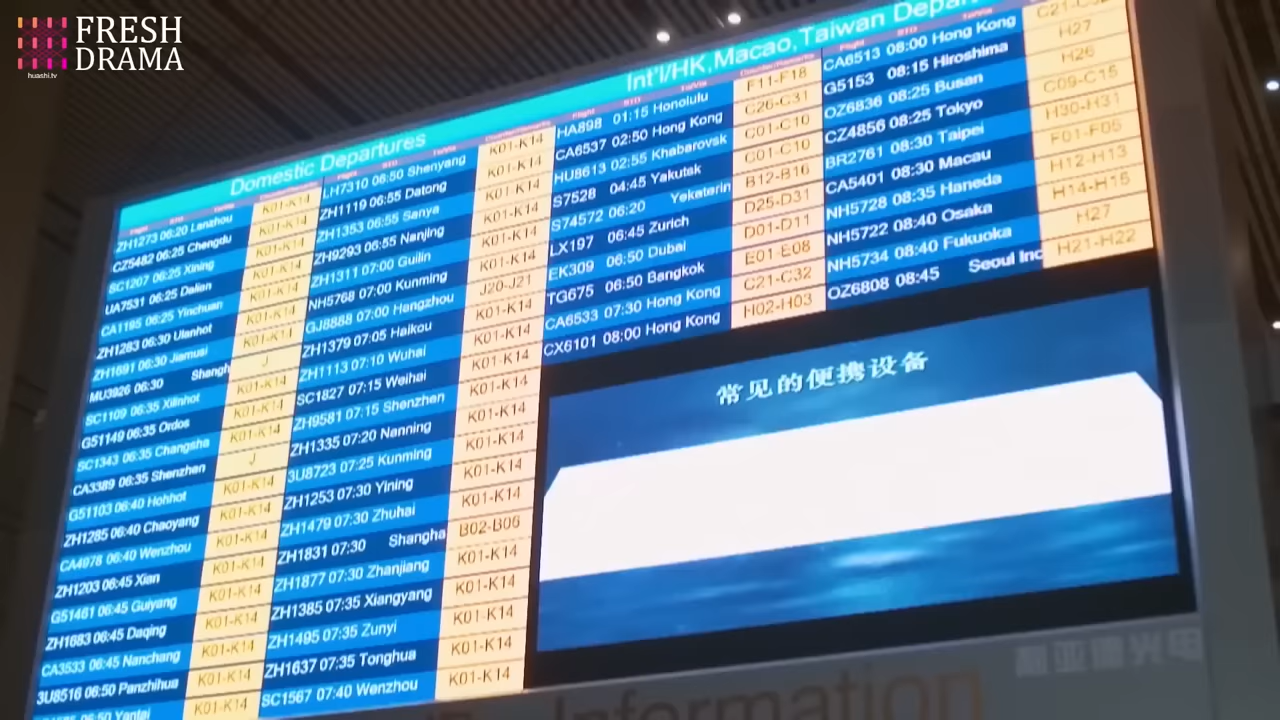 FRESH
DRAMA
huashi.tv
Domestic Departures
Int'l/HK,Macao,Taiwan Depar
ZH1273 06:20 Lanzhou K01-K14
CZ5482 06:25 Chengdu K01-K14
SC1207 06:25 Xining K01-K14
UA7531 06:25 Dalian K01-K14
CA1195 06:25 Yinchuan K01-K14
ZH1283 06:30 Ulanhot K01-K14
ZH1691 06:30 Jiamusi K01-K14
MU3926 06:30 Shangh J
SC1109 06:35 Xilinhot K01-K14
G51149 06:35 Ordos K01-K14
SC1343 06:35 Changsha K01-K14
CA3389 06:35 Shenzhen J
G51103 06:40 Hohhot K01-K14
ZH1285 06:40 Chaoyang K01-K14
CA4978 06:40 Wenzhou K01-K14
ZH1203 06:45 Xian K01-K14
G51461 06:45 Guiyang K01-K14
ZH1683 06:45 Daqing K01-K14
CA3533 06:45 Nanchang K01-K14
3U8516 06:50 Panzhihua K01-K14
06:50 Yantai K01-K14
LH7310 06:50 Shenyang K01-K14
ZH1119 06:55 Datong K01-K14
ZH1353 06:55 Sanya K01-K14
ZH9293 06:55 Nanjing K01-K14
ZH1311 07:00 Guilin K01-K14
NH5768 07:00 Kunming K01-K14
GJ8888 07:00 Hangzhou J20-J21
ZH1379 07:05 Haikou K01-K14
ZH1113 07:10 Wuhai K01-K14
SC1827 07:15 Weihai K01-K14
ZH9581 07:15 Shenzhen K01-K14
ZH1335 07:20 Nanning K01-K14
3U8723 07:25 Kunming K01-K14
ZH1253 07:30 Yining K01-K14
ZH1479 07:30 Zhuhai K01-K14
ZH1831 07:30 Shangha B02-B06
ZH1877 07:30 Zhanjiang K01-K14
ZH1385 07:35 Xiangyang K01-K14
ZH1495 07:35 Zunyi K01-K14
ZH1637 07:35 Tonghua K01-K14
SC1567 07:40 Wenzhou K01-K14
HA898 01:15 Honolulu F11-F18
CA6537 02:50 Hong Kong C26-C31
HU8613 02:55 Khabarovsk C01-C10
S7528 04:45 Yakutsk C01-C10
S74572 06:20 Yekaterin B12-B16
LX197 06:45 Zurich D25-D31
EK309 06:50 Dubai D01-D11
TG675 06:50 Bangkok E01-E08
CA6533 07:30 Hong Kong C21-C32
CX6101 08:00 Hong Kong H02-H03
CA6513 08:00 Hong Kong C21-C32
G5153 08:15 Hiroshima H27
OZ6836 08:25 Busan H26
CZ4856 08:25 Tokyo C09-C15
BR2761 08:30 Taipei H30-H31
CA5401 08:30 Macau F01-F05
NH5728 08:35 Haneda H12-H13
NH5722 08:40 Osaka H14-H15
NH5734 08:40 Fukuoka H27
OZ6808 08:45 Seoul Inc H21-H22
常见的便携设备
Information